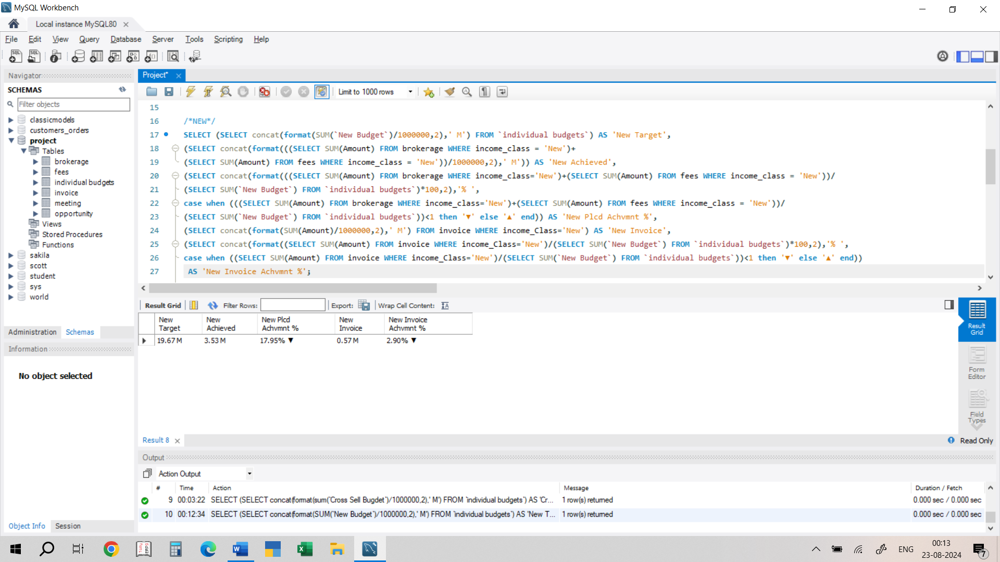 MySQL Workbench
Local instance MySQL80
File Edit View Query Database Server Tools Scripting Help
Navigator
SCHEMAS
Filter objects
classicmodels
customers_orders
project
Tables
brokerage
fees
individual budgets
invoice
meeting
opportunity
Views
Stored Procedures
Functions
sakila
scott
student
sys
world
Administration Schemas
Information
No object selected
Object Info Session
Project*
Limit to 1000 rows
15
16 /*NEW*/
17 SELECT (SELECT concat(format(SUM(`New Budget`)/1000000,2),' M') FROM `individual budgets`) AS 'New Target',
18 (SELECT concat(format(((SELECT SUM(Amount) FROM brokerage WHERE income_class = 'New')+
19 (SELECT SUM(Amount) FROM fees WHERE income_class = 'New'))/1000000,2),' M')) AS 'New Achieved',
20 (SELECT concat(format(((SELECT SUM(Amount) FROM brokerage WHERE income_class='New')+(SELECT SUM(Amount) FROM fees WHERE income_class = 'New'))/
21 (SELECT SUM(`New Budget`) FROM `individual budgets`)*100,2),'% ',
22 case when (((SELECT SUM(Amount) FROM brokerage WHERE income_class='New')+(SELECT SUM(Amount) FROM fees WHERE income_class = 'New'))/
23 (SELECT SUM(`New Budget`) FROM `individual budgets`))<1 then '▼' else '▲' end)) AS 'New Plcd Achvmnt %',
24 (SELECT concat(format(SUM(Amount)/1000000,2),' M') FROM invoice WHERE income_Class='New') AS 'New Invoice',
25 (SELECT concat(format((SELECT SUM(Amount) FROM invoice WHERE income_Class='New')/(SELECT SUM(`New Budget`) FROM `individual budgets`)*100,2),'% ',
26 case when ((SELECT SUM(Amount) FROM invoice WHERE income_Class='New')/(SELECT SUM(`New Budget`) FROM `individual budgets`))<1 then '▼' else '▲' end))
27 AS 'New Invoice Achvmnt %';
Result Grid Filter Rows: Export: Wrap Cell Content: IA
New Target New Achieved New Plcd Achvmnt % New Invoice New Invoice Achvmnt %
19.67 M 3.53 M 17.95% ▼ 0.57 M 2.90% ▼
Result Grid
Form Editor
Field Types
Result 8
Read Only
Output
Action Output
# Time Action Message Duration / Fetch
9 00:03:22 SELECT (SELECT concat(format(sum(`Cross Sell Bugdet`)/1000000,2),' M') FROM `individual budgets`) AS 'Cr... 1 row(s) returned 0.000 sec / 0.000 sec
10 00:12:34 SELECT (SELECT concat(format(SUM(`New Budget`)/1000000,2),' M') FROM `individual budgets`) AS 'New T... 1 row(s) returned 0.000 sec / 0.000 sec
ENG
00:13
23-08-2024
7